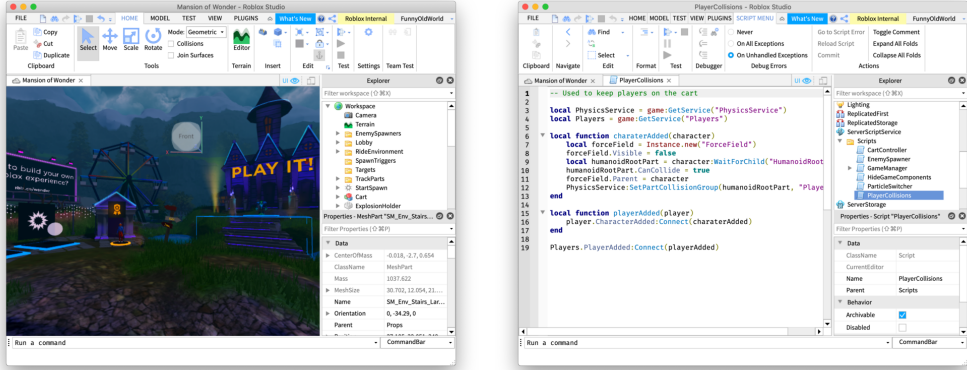 Mansion of Wonder - Roblox Studio
FILE HOME MODEL TEST VIEW PLUGINS What's New Roblox Internal FunnyOldWorld
Paste Copy Cut Duplicate
Select Move Scale Rotate
Mode: Geometric
Collisions
Join Surfaces
Editor
Clipboard Tools Terrain Insert Edit Test Settings Team Test
Mansion of Wonder × UI
Front
to build your own
oblox experience?
PLAY IT!
Explorer
Filter workspace (⇧⌘X)
Workspace
Camera
Terrain
EnemySpawners
Lobby
RideEnvironment
SpawnTriggers
Targets
TrackParts
StartSpawn
Cart
ExplosionHolder
Properties - MeshPart "SM_Env_Stairs...
Filter Properties (⇧⌘P)
Data
CenterOfMass -0.018, -2.7, 0.654
ClassName MeshPart
Mass 1037.622
MeshSize 30.702, 12.054, 21....
Name SM_Env_Stairs_Lar...
Orientation 0, -34.29, 0
Parent Props
Run a command CommandBar
PlayerCollisions - Roblox Studio
FILE HOME MODEL TEST VIEW PLUGINS SCRIPT MENU What's New Roblox Internal FunnyOldWorld
Find
Select
Never
On All Exceptions
On Unhandled Exceptions
Go to Script Error
Reload Script
Commit
Toggle Comment
Expand All Folds
Collapse All Folds
Clipboard Navigate Edit Format Test Debugger Debug Errors Actions
Mansion of Wonder × PlayerCollisions × UI
1 -- Used to keep players on the cart
2
3 local PhysicsService = game:GetService("PhysicsService")
4 local Players = game:GetService("Players")
5
6 local function charaterAdded(character)
7 local forceField = Instance.new("ForceField")
8 forceField.Visible = false
9 local humanoidRootPart = character:WaitForChild("HumanoidRoot
10 humanoidRootPart.CanCollide = true
11 forceField.Parent = character
12 PhysicsService:SetPartCollisionGroup(humanoidRootPart, "Playe
13 end
14
15 local function playerAdded(player)
16 player.CharacterAdded:Connect(charaterAdded)
17 end
18
19 Players.PlayerAdded:Connect(playerAdded)
Explorer
Filter workspace (⇧⌘X)
Lighting
ReplicatedFirst
ReplicatedStorage
ServerScriptService
Scripts
CartController
EnemySpawner
GameManager
HideGameComponents
ParticleSwitcher
PlayerCollisions
ServerStorage
Properties - Script "PlayerCollisions"
Filter Properties (⇧⌘P)
Data
ClassName Script
CurrentEditor
Name PlayerCollisions
Parent Scripts
Behavior
Archivable
Disabled
Run a command CommandBar